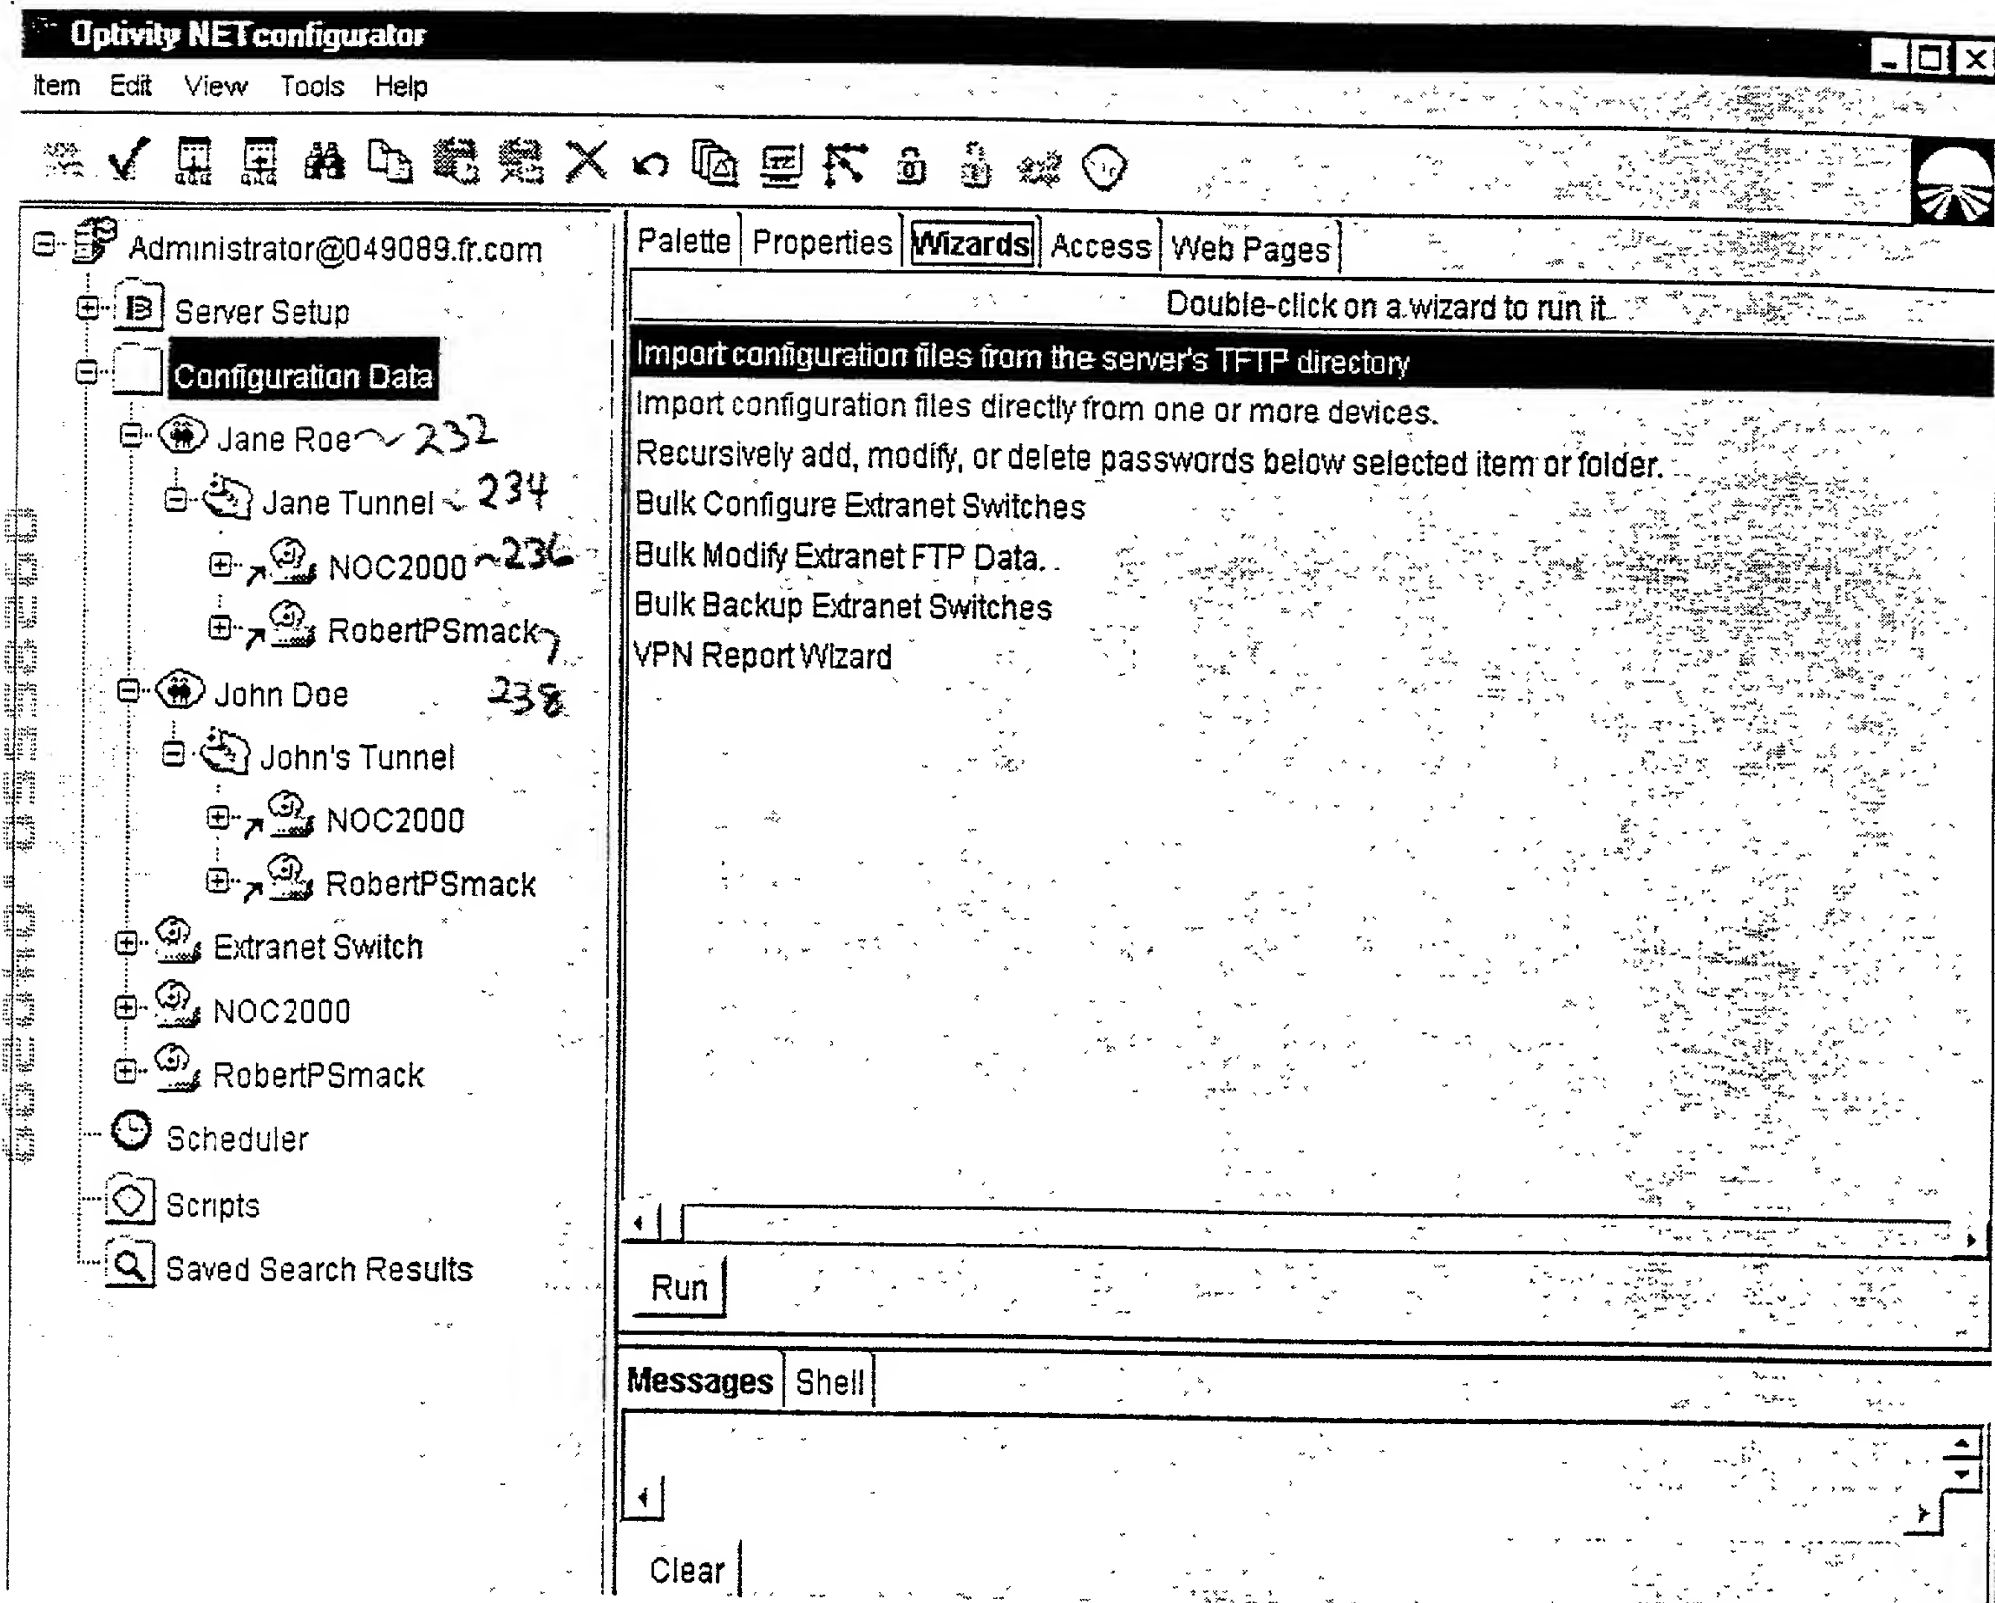 Optivity NETconfigurator
Item Edit View Tools Help
Administrator@049089.fr.com
Server Setup
Configuration Data
Jane Roe 232
Jane Tunnel 234
NOC2000 236
RobertPSmack
238
John Doe
John's Tunnel
NOC2000
RobertPSmack
Extranet Switch
NOC2000
RobertPSmack
Scheduler
Scripts
Saved Search Results
Palette Properties Wizards Access Web Pages
Double-click on a wizard to run it.
Import configuration files from the server's TFTP directory
Import configuration files directly from one or more devices.
Recursively add, modify, or delete passwords below selected item or folder.
Bulk Configure Extranet Switches
Bulk Modify Extranet FTP Data.
Bulk Backup Extranet Switches
VPN Report Wizard
Run
Messages Shell
Clear